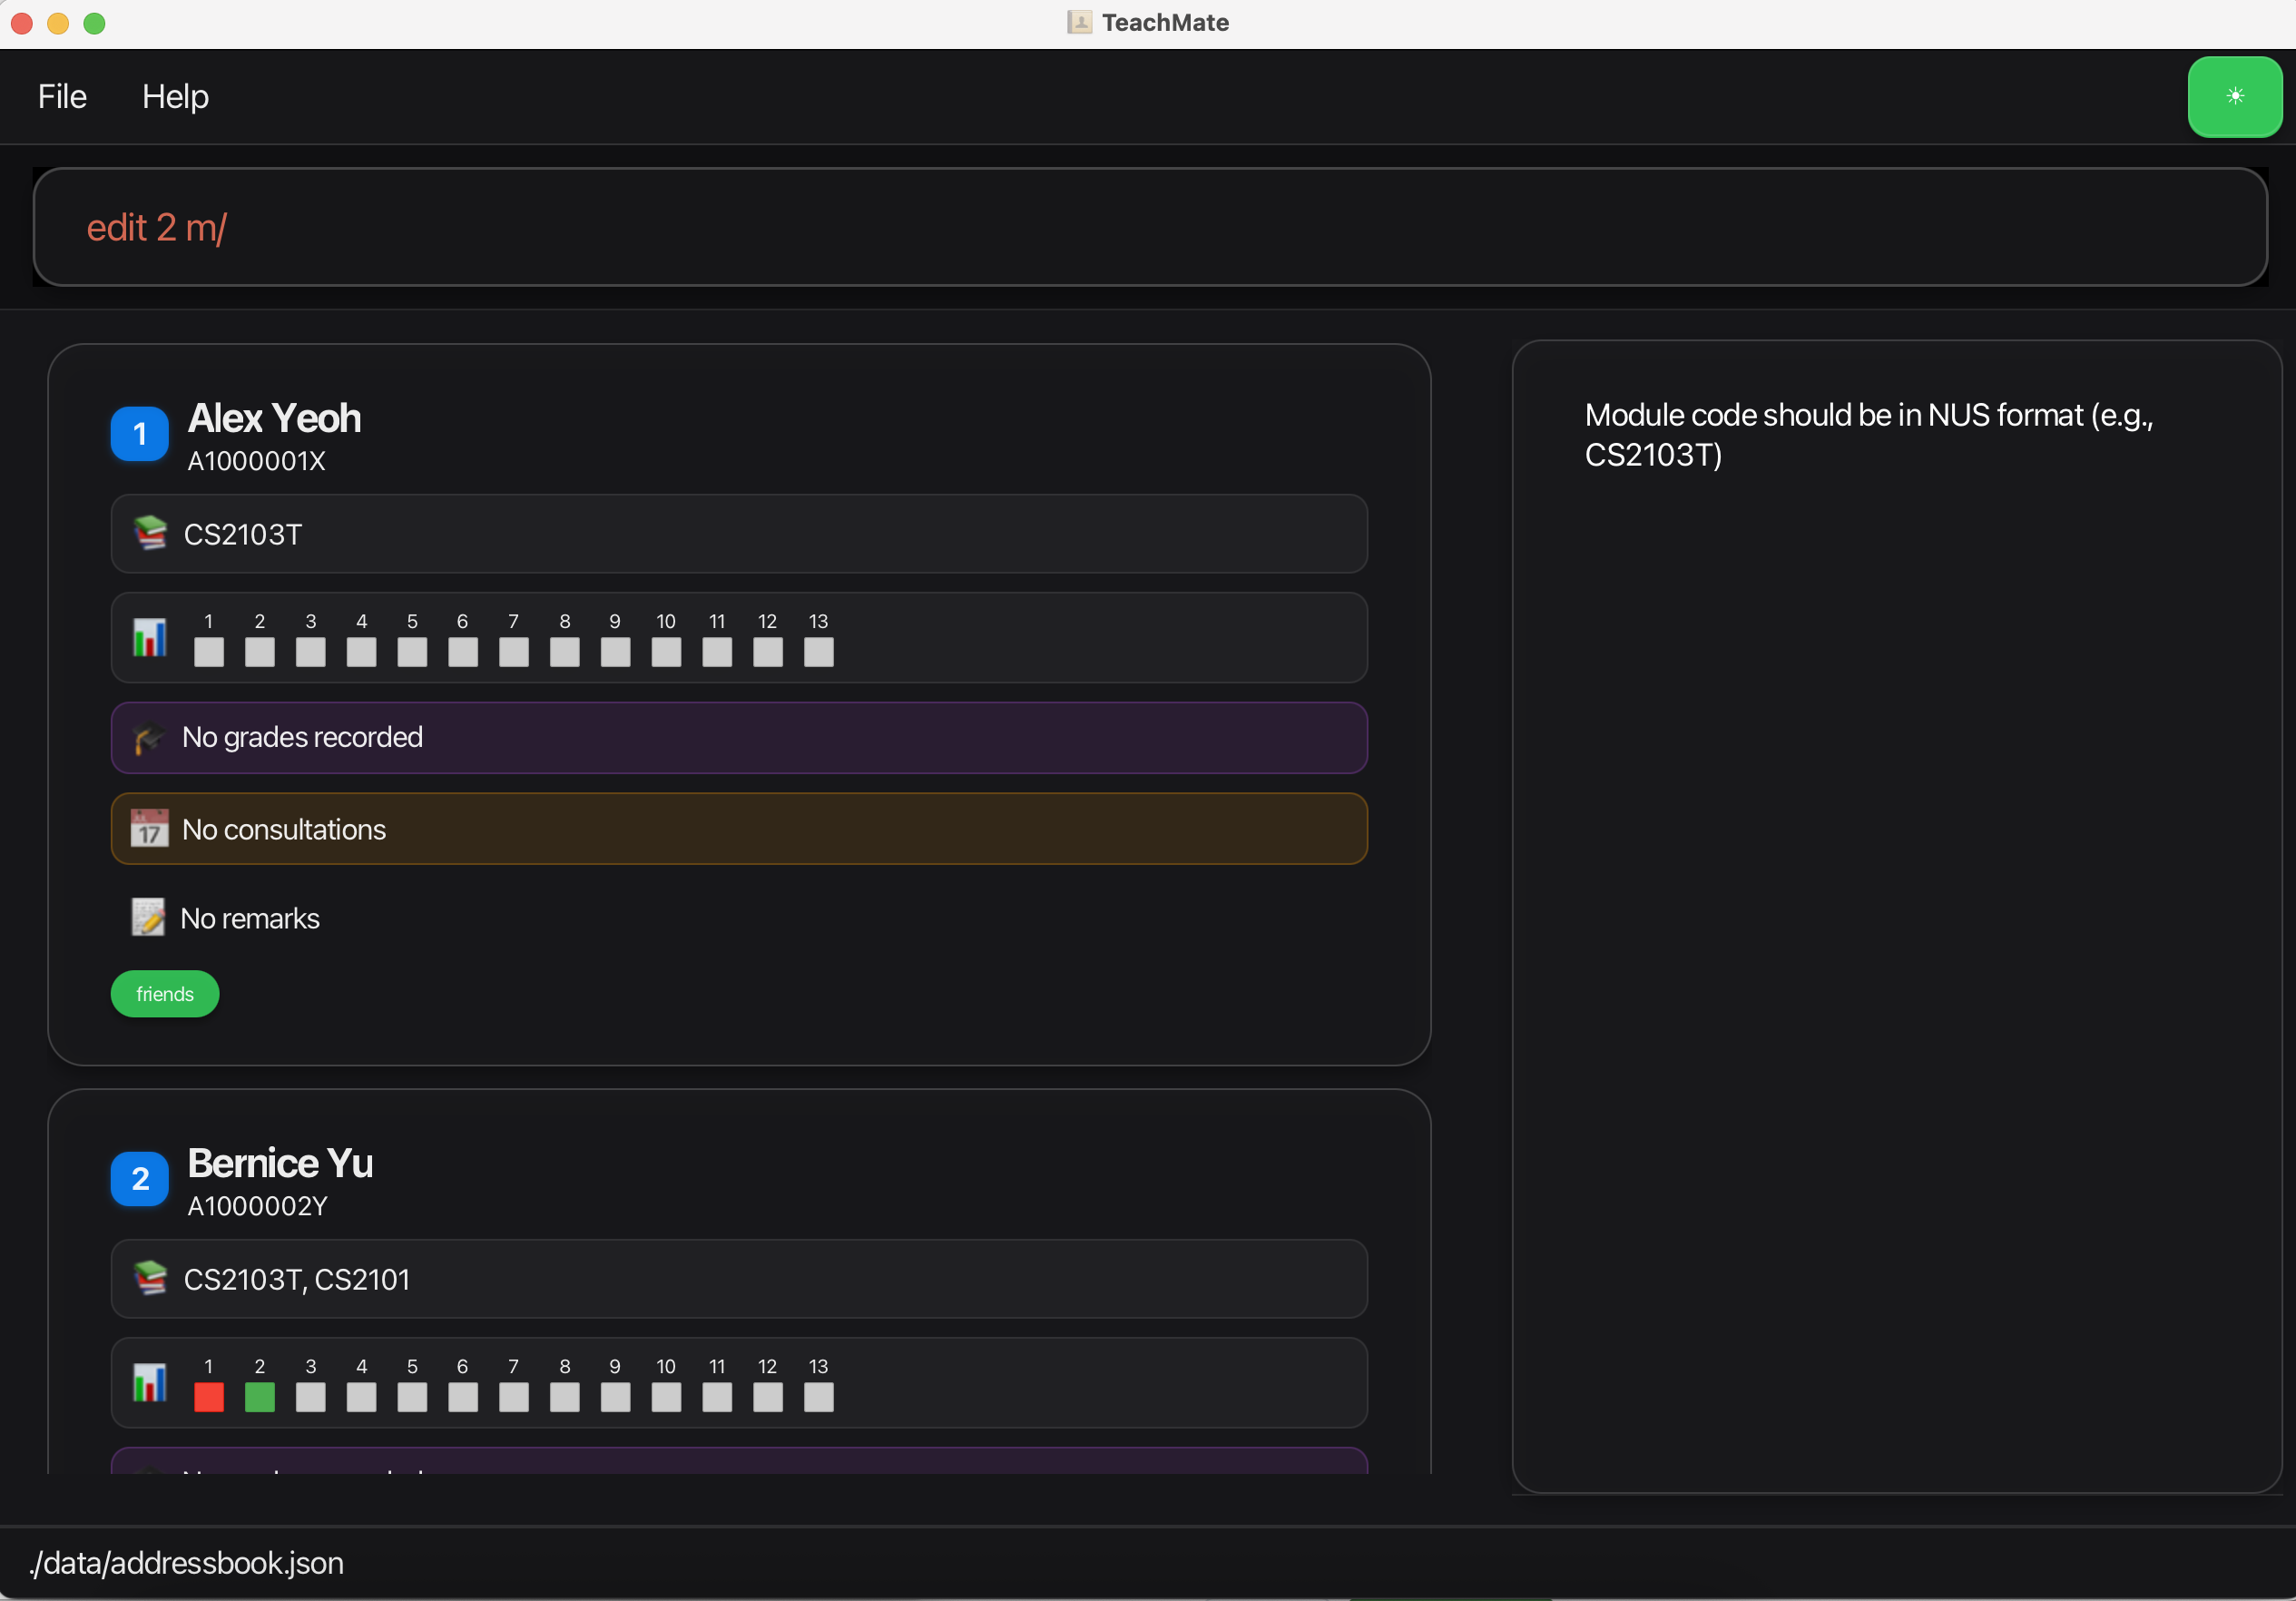 TeachMate
File Help
edit 2 m/
1 Alex Yeoh
A1000001X
CS2103T
1 2 3 4 5 6 7 8 9 10 11 12 13
No grades recorded
17 No consultations
No remarks
friends
2 Bernice Yu
A1000002Y
CS2103T, CS2101
1 2 3 4 5 6 7 8 9 10 11 12 13
Module code should be in NUS format (e.g.,
CS2103T)
./data/addressbook.json